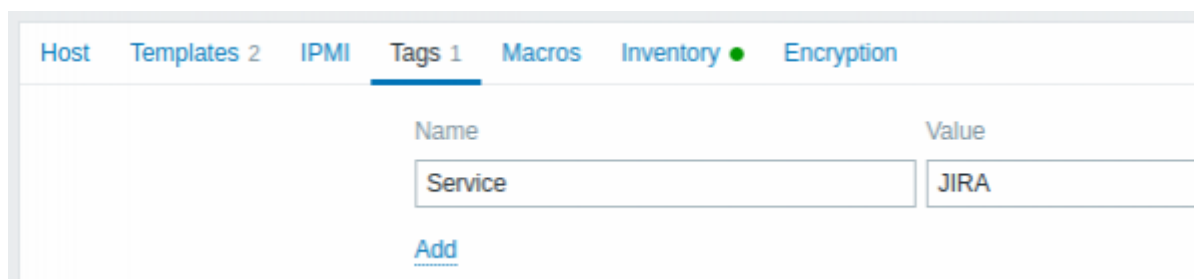 Host Templates 2 IPMI Tags 1 Macros Inventory Encryption
Name Value
Service JIRA
Add